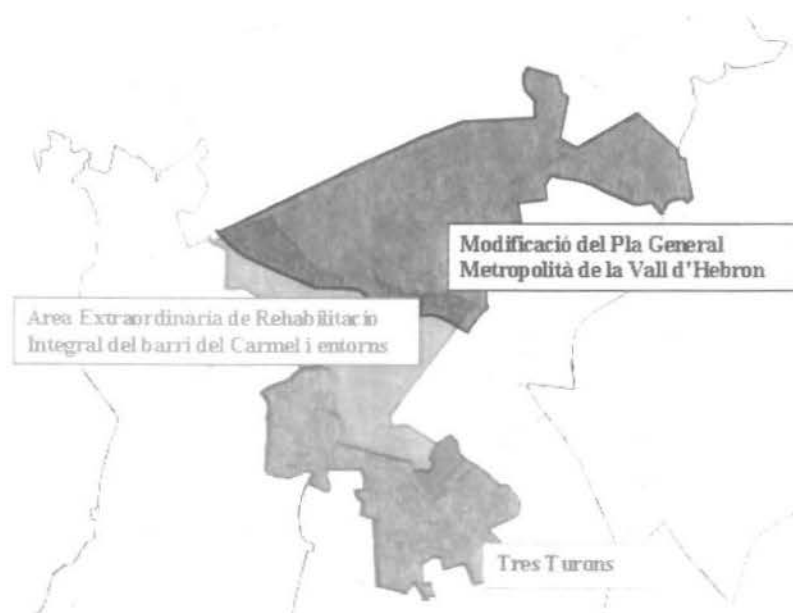 Modificació del Pla General
Metropolità de la Vall d'Hebron
Area Extraordinaria de Rehabilitacio
Integral del barri del Carmel i entorns
Tres Turons